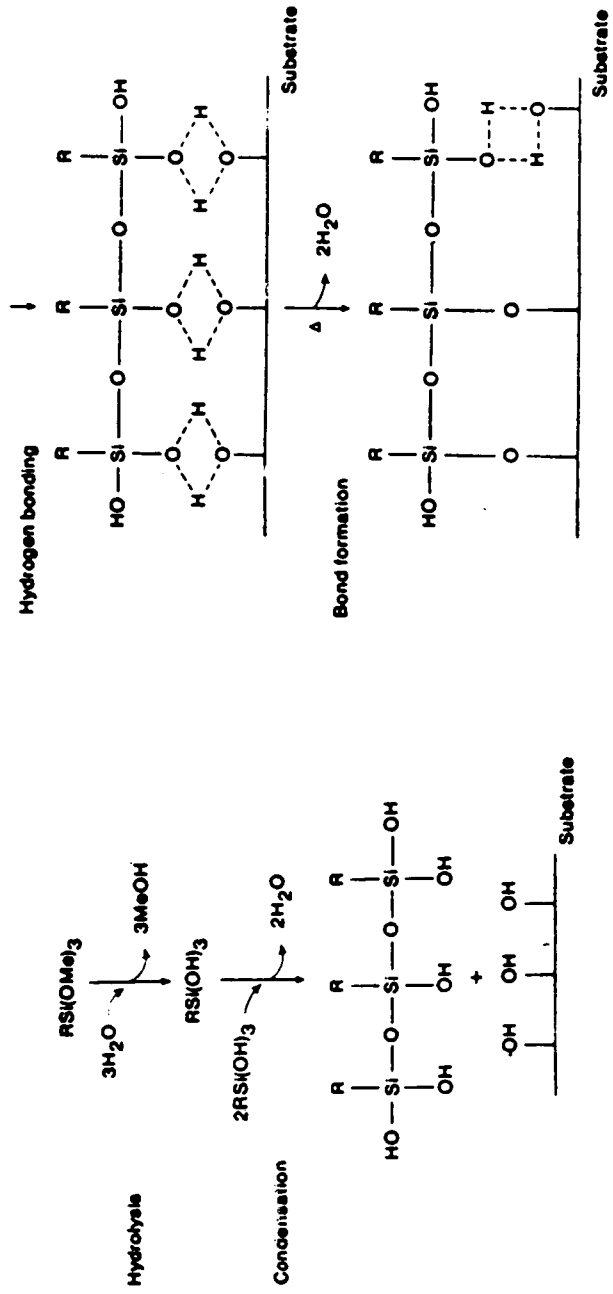 RSi(OMe)₃
Hydrolysis
3H₂O 3MeOH
RSi(OH)₃
Condensation
2RSi(OH)₃ 2H₂O
R R R
HO — Si — O — Si — O — Si — OH
OH OH OH
+
OH OH OH
Substrate
Hydrogen bonding
R R R
HO — Si — O — Si — O — Si — OH
O O O
H H H H H H
O O O
Substrate
Δ 2H₂O
Bond formation
R R R
HO — Si — O — Si — O — Si — OH
O O O H
H O
Substrate